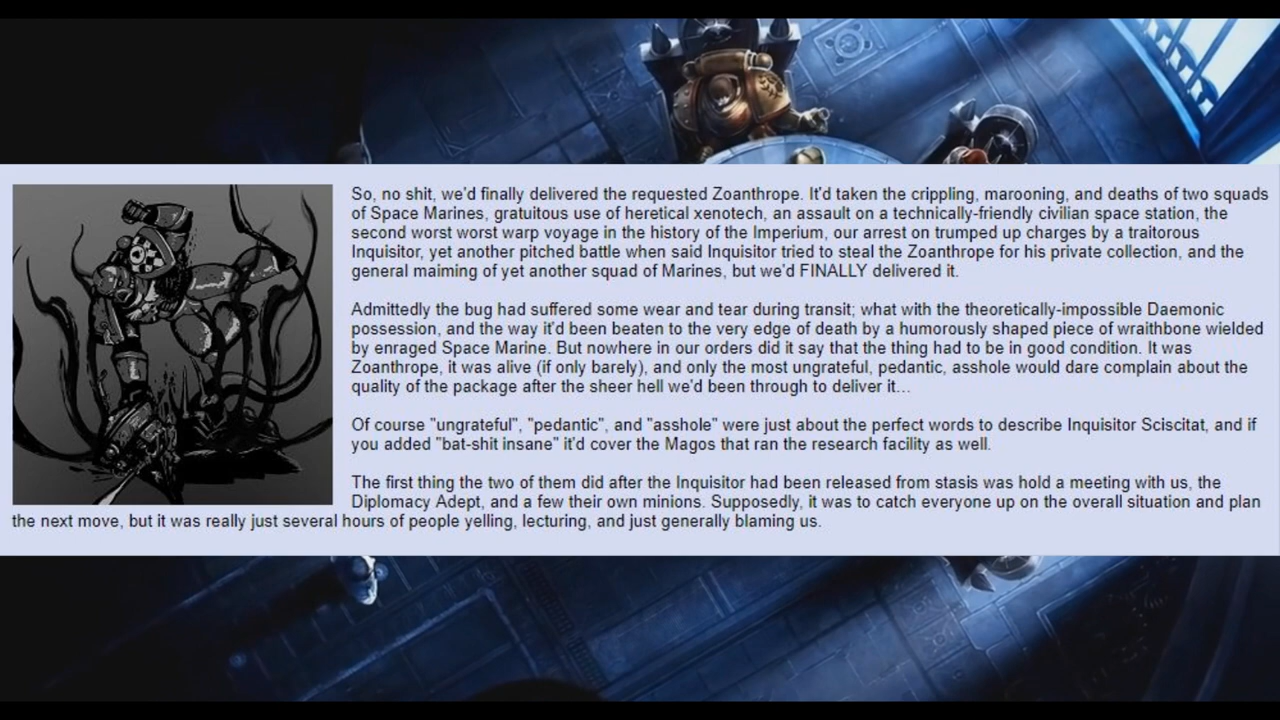 So, no shit, we'd finally delivered the requested Zoanthrope. It'd taken the crippling, marooning, and deaths of two squads
of Space Marines, gratuitous use of heretical xenotech, an assault on a technically-friendly civilian space station, the
second worst worst warp voyage in the history of the Imperium, our arrest on trumped up charges by a traitorous
Inquisitor, yet another pitched battle when said Inquisitor tried to steal the Zoanthrope for his private collection, and the
general maiming of yet another squad of Marines, but we'd FINALLY delivered it.
Admittedly the bug had suffered some wear and tear during transit; what with the theoretically-impossible Daemonic
possession, and the way it'd been beaten to the very edge of death by a humorously shaped piece of wraithbone wielded
by enraged Space Marine. But nowhere in our orders did it say that the thing had to be in good condition. It was
Zoanthrope, it was alive (if only barely), and only the most ungrateful, pedantic, asshole would dare complain about the
quality of the package after the sheer hell we'd been through to deliver it...
Of course "ungrateful", "pedantic", and "asshole" were just about the perfect words to describe Inquisitor Sciscitat, and if
you added "bat-shit insane" it'd cover the Magos that ran the research facility as well.
The first thing the two of them did after the Inquisitor had been released from stasis was hold a meeting with us, the
Diplomacy Adept, and a few their own minions. Supposedly, it was to catch everyone up on the overall situation and plan
the next move, but it was really just several hours of people yelling, lecturing, and just generally blaming us.